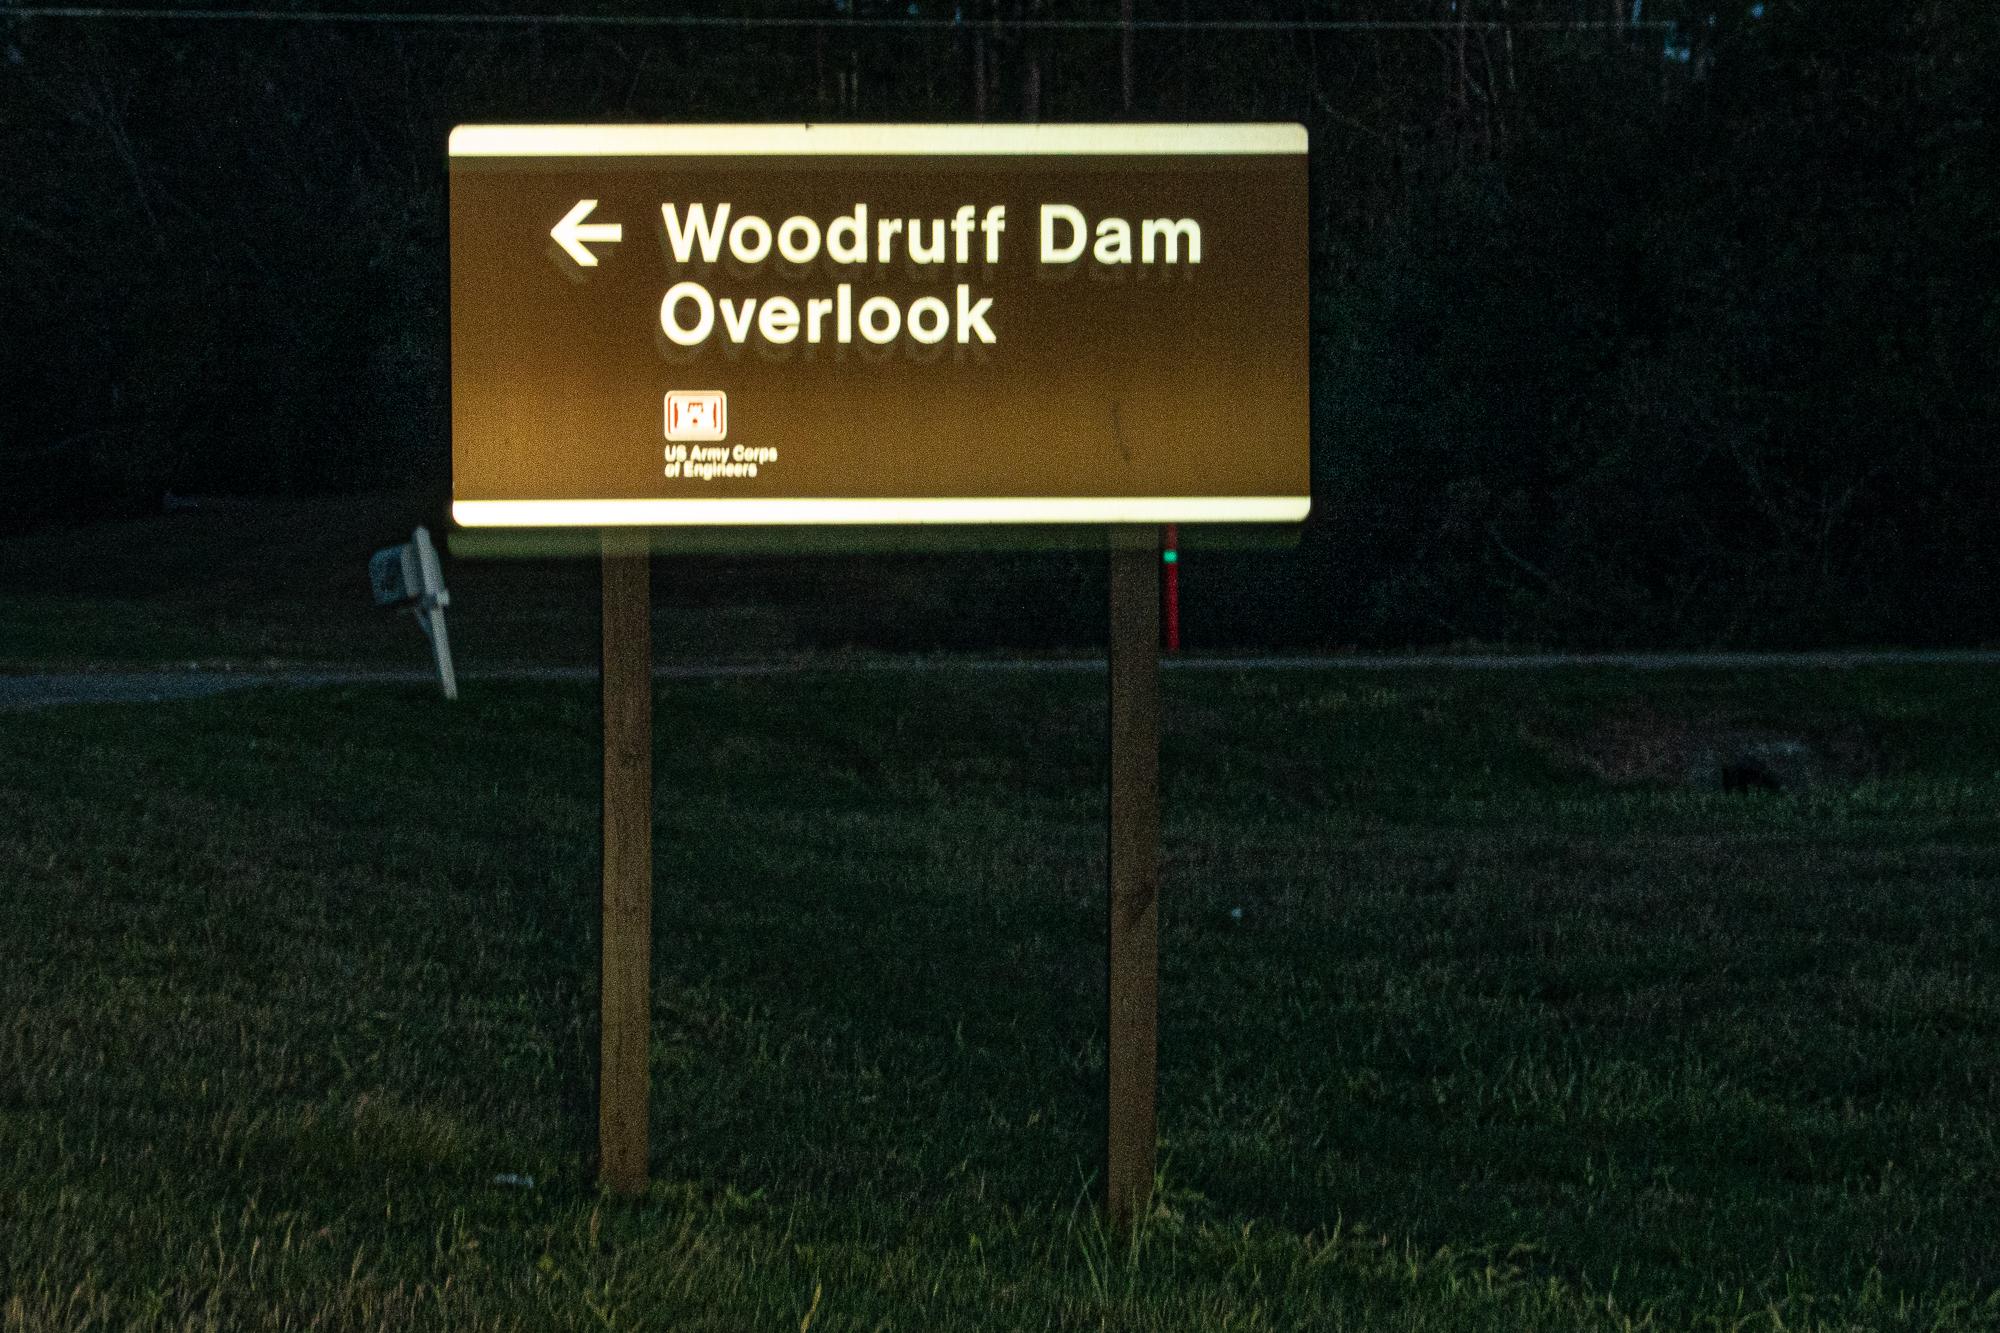 ← Woodruff Dam
Overlook
US Army Corps
of Engineers